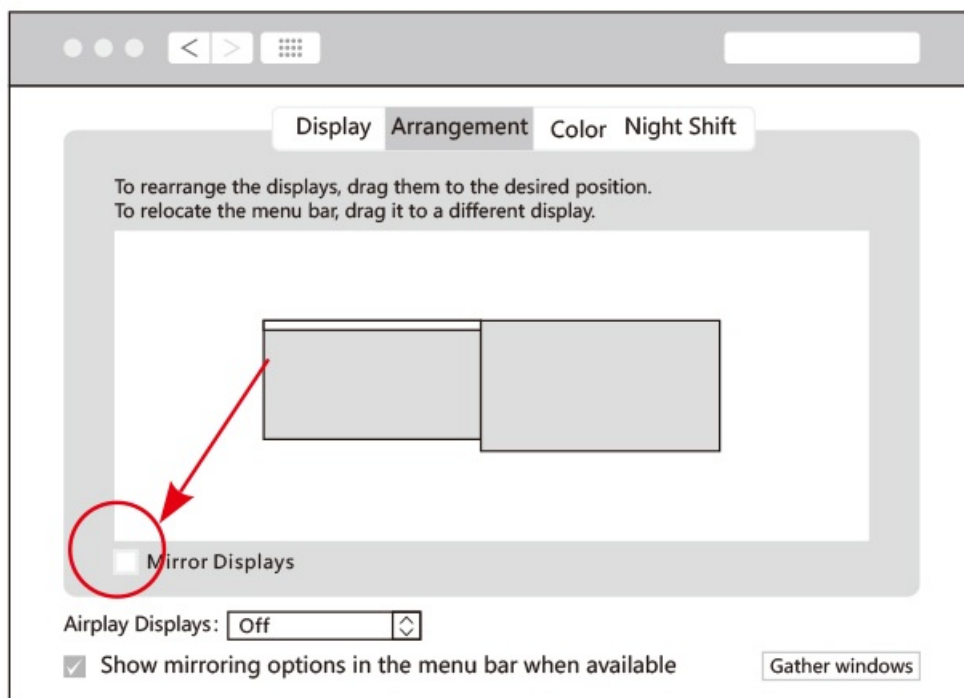 Display Arrangement Color Night Shift
To rearrange the displays, drag them to the desired position.
To relocate the menu bar, drag it to a different display.
Mirror Displays
Airplay Displays: Off
Show mirroring options in the menu bar when available
Gather windows